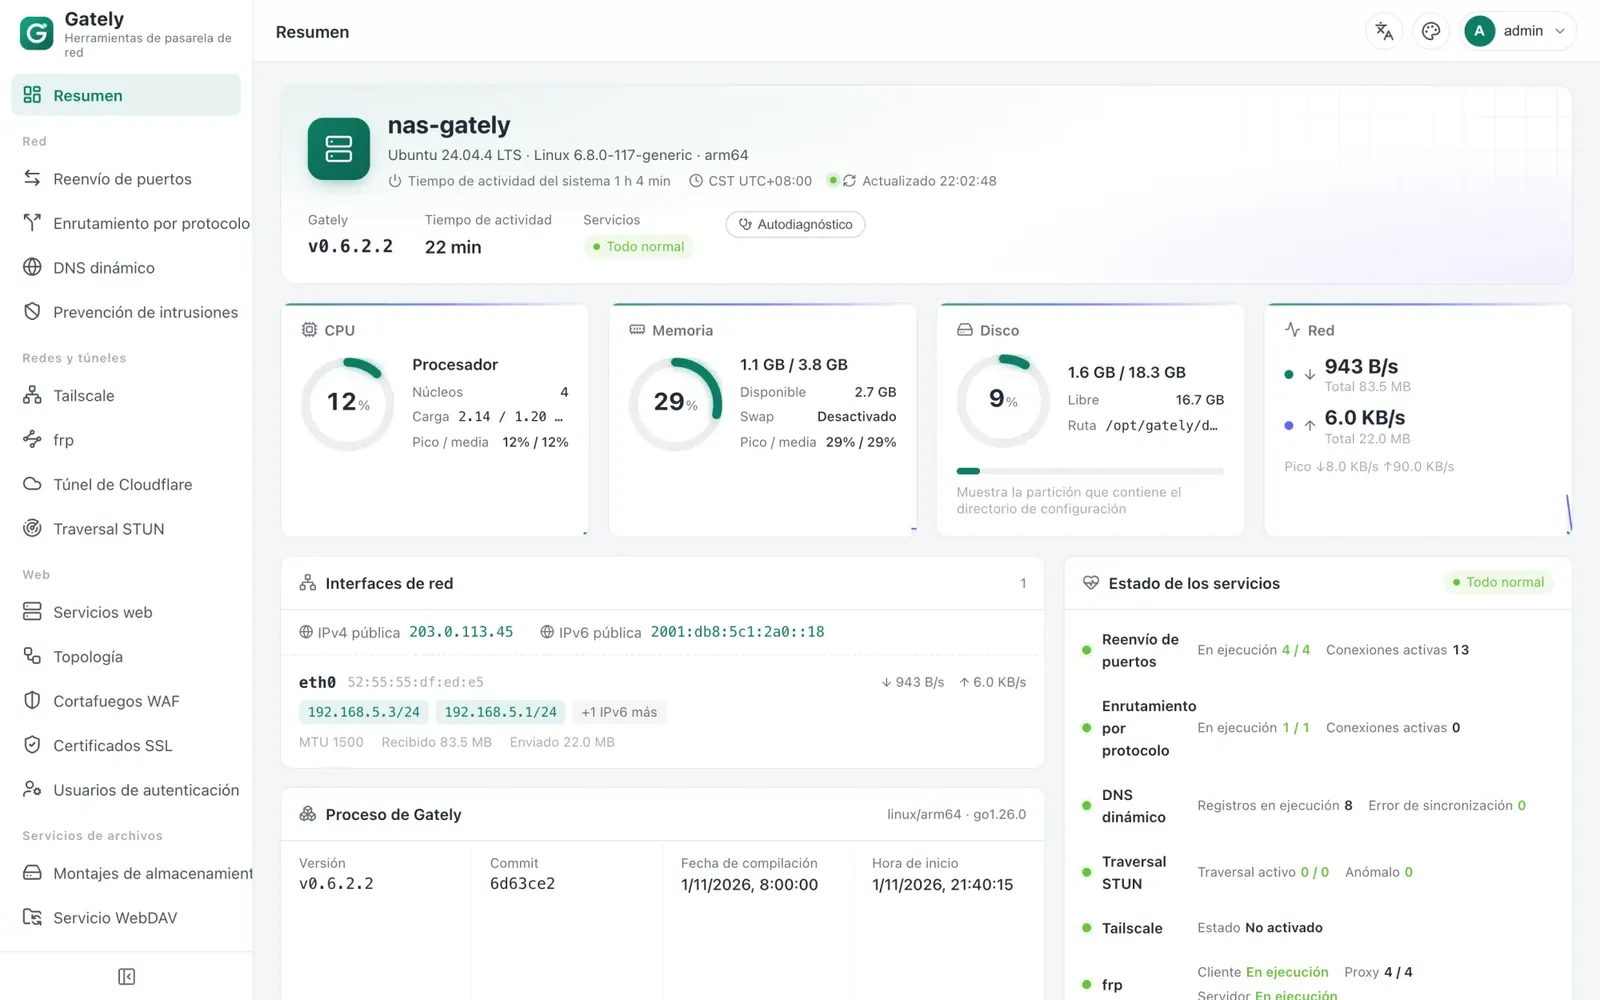 Gately
Herramientas de pasarela de
red
Resumen
Red
Reenvío de puertos
Enrutamiento por protocolo
DNS dinámico
Prevención de intrusiones
Redes y túneles
Tailscale
frp
Túnel de Cloudflare
Traversal STUN
Web
Servicios web
Topología
Cortafuegos WAF
Certificados SSL
Usuarios de autenticación
Servicios de archivos
Montajes de almacenamient
Servicio WebDAV
Resumen
A admin
nas-gately
Ubuntu 24.04.4 LTS · Linux 6.8.0-117-generic · arm64
Tiempo de actividad del sistema 1 h 4 min CST UTC+08:00 Actualizado 22:02:48
Gately Tiempo de actividad Servicios
v0.6.2.2 22 min Todo normal
Autodiagnóstico
CPU
12%
Procesador
Núcleos 4
Carga 2.14 / 1.20 …
Pico / media 12% / 12%
Memoria
29%
1.1 GB / 3.8 GB
Disponible 2.7 GB
Swap Desactivado
Pico / media 29% / 29%
Disco
9%
1.6 GB / 18.3 GB
Libre 16.7 GB
Ruta /opt/gately/d…
Muestra la partición que contiene el
directorio de configuración
Red
↓ 943 B/s
Total 83.5 MB
↑ 6.0 KB/s
Total 22.0 MB
Pico ↓8.0 KB/s ↑90.0 KB/s
Interfaces de red 1
IPv4 pública 203.0.113.45 IPv6 pública 2001:db8:5c1:2a0::18
eth0 52:55:55:df:ed:e5 ↓ 943 B/s ↑ 6.0 KB/s
192.168.5.3/24 192.168.5.1/24 +1 IPv6 más
MTU 1500 Recibido 83.5 MB Enviado 22.0 MB
Proceso de Gately linux/arm64 · go1.26.0
Versión Commit Fecha de compilación Hora de inicio
v0.6.2.2 6d63ce2 1/11/2026, 8:00:00 1/11/2026, 21:40:15
Estado de los servicios Todo normal
Reenvío de
puertos
En ejecución 4 / 4 Conexiones activas 13
Enrutamiento
por
protocolo
En ejecución 1 / 1 Conexiones activas 0
DNS
dinámico
Registros en ejecución 8 Error de sincronización 0
Traversal
STUN
Traversal activo 0 / 0 Anómalo 0
Tailscale Estado No activado
frp
Cliente En ejecución Proxy 4 / 4
Servidor En ejecución